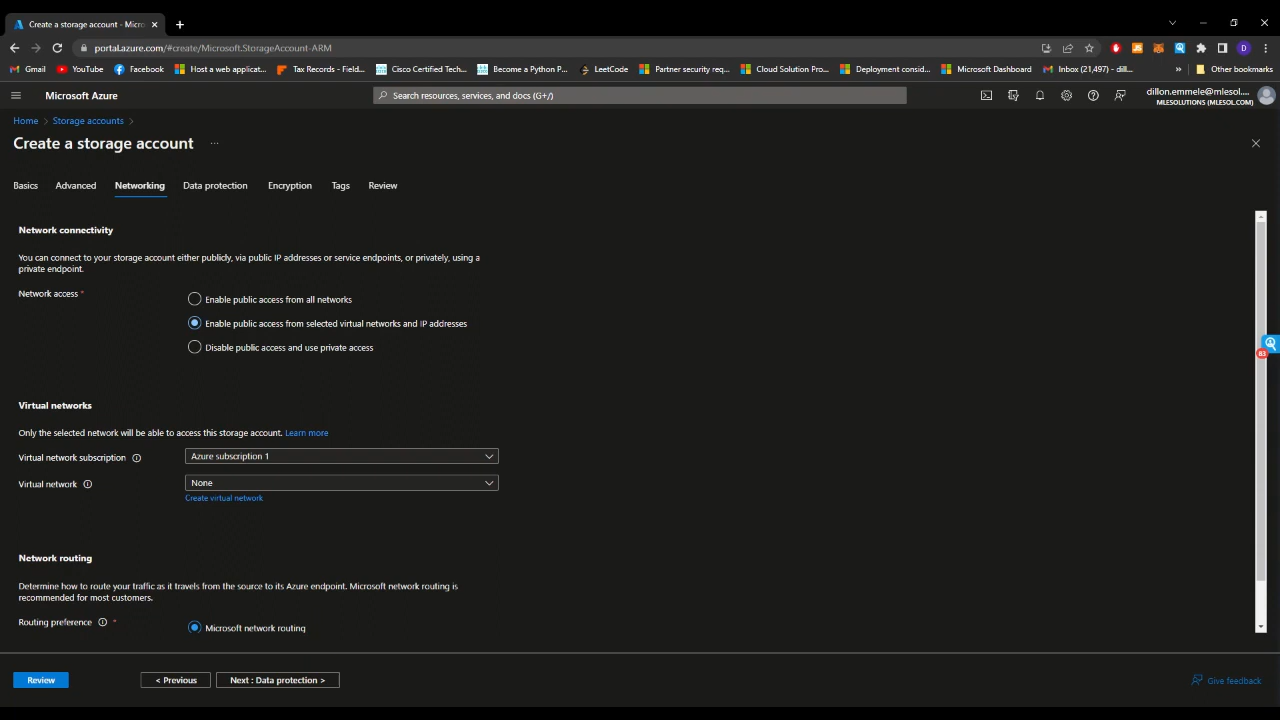 Create a storage account - Micro
portal.azure.com/#create/Microsoft.StorageAccount-ARM
D
Gmail
YouTube
Facebook
Host a web applicat...
Tax Records - Field...
Cisco Certified Tech...
Become a Python P...
LeetCode
Partner security req...
Cloud Solution Pro...
Deployment consid...
Microsoft Dashboard
Inbox (21,497) - dill...
»
Other bookmarks
Microsoft Azure
Search resources, services, and docs (G+/)
dillon.emmele@mlesol....
MLESOLUTIONS (MLESOL.COM)
Home > Storage accounts >
Create a storage account ...
Basics Advanced Networking Data protection Encryption Tags Review
Network connectivity
You can connect to your storage account either publicly, via public IP addresses or service endpoints, or privately, using a
private endpoint.
Network access *
Enable public access from all networks
Enable public access from selected virtual networks and IP addresses
Disable public access and use private access
83
Virtual networks
Only the selected network will be able to access this storage account. Learn more
Virtual network subscription
Azure subscription 1
Virtual network
None
Create virtual network
Network routing
Determine how to route your traffic as it travels from the source to its Azure endpoint. Microsoft network routing is
recommended for most customers.
Routing preference *
Microsoft network routing
Review
< Previous
Next : Data protection >
Give feedback